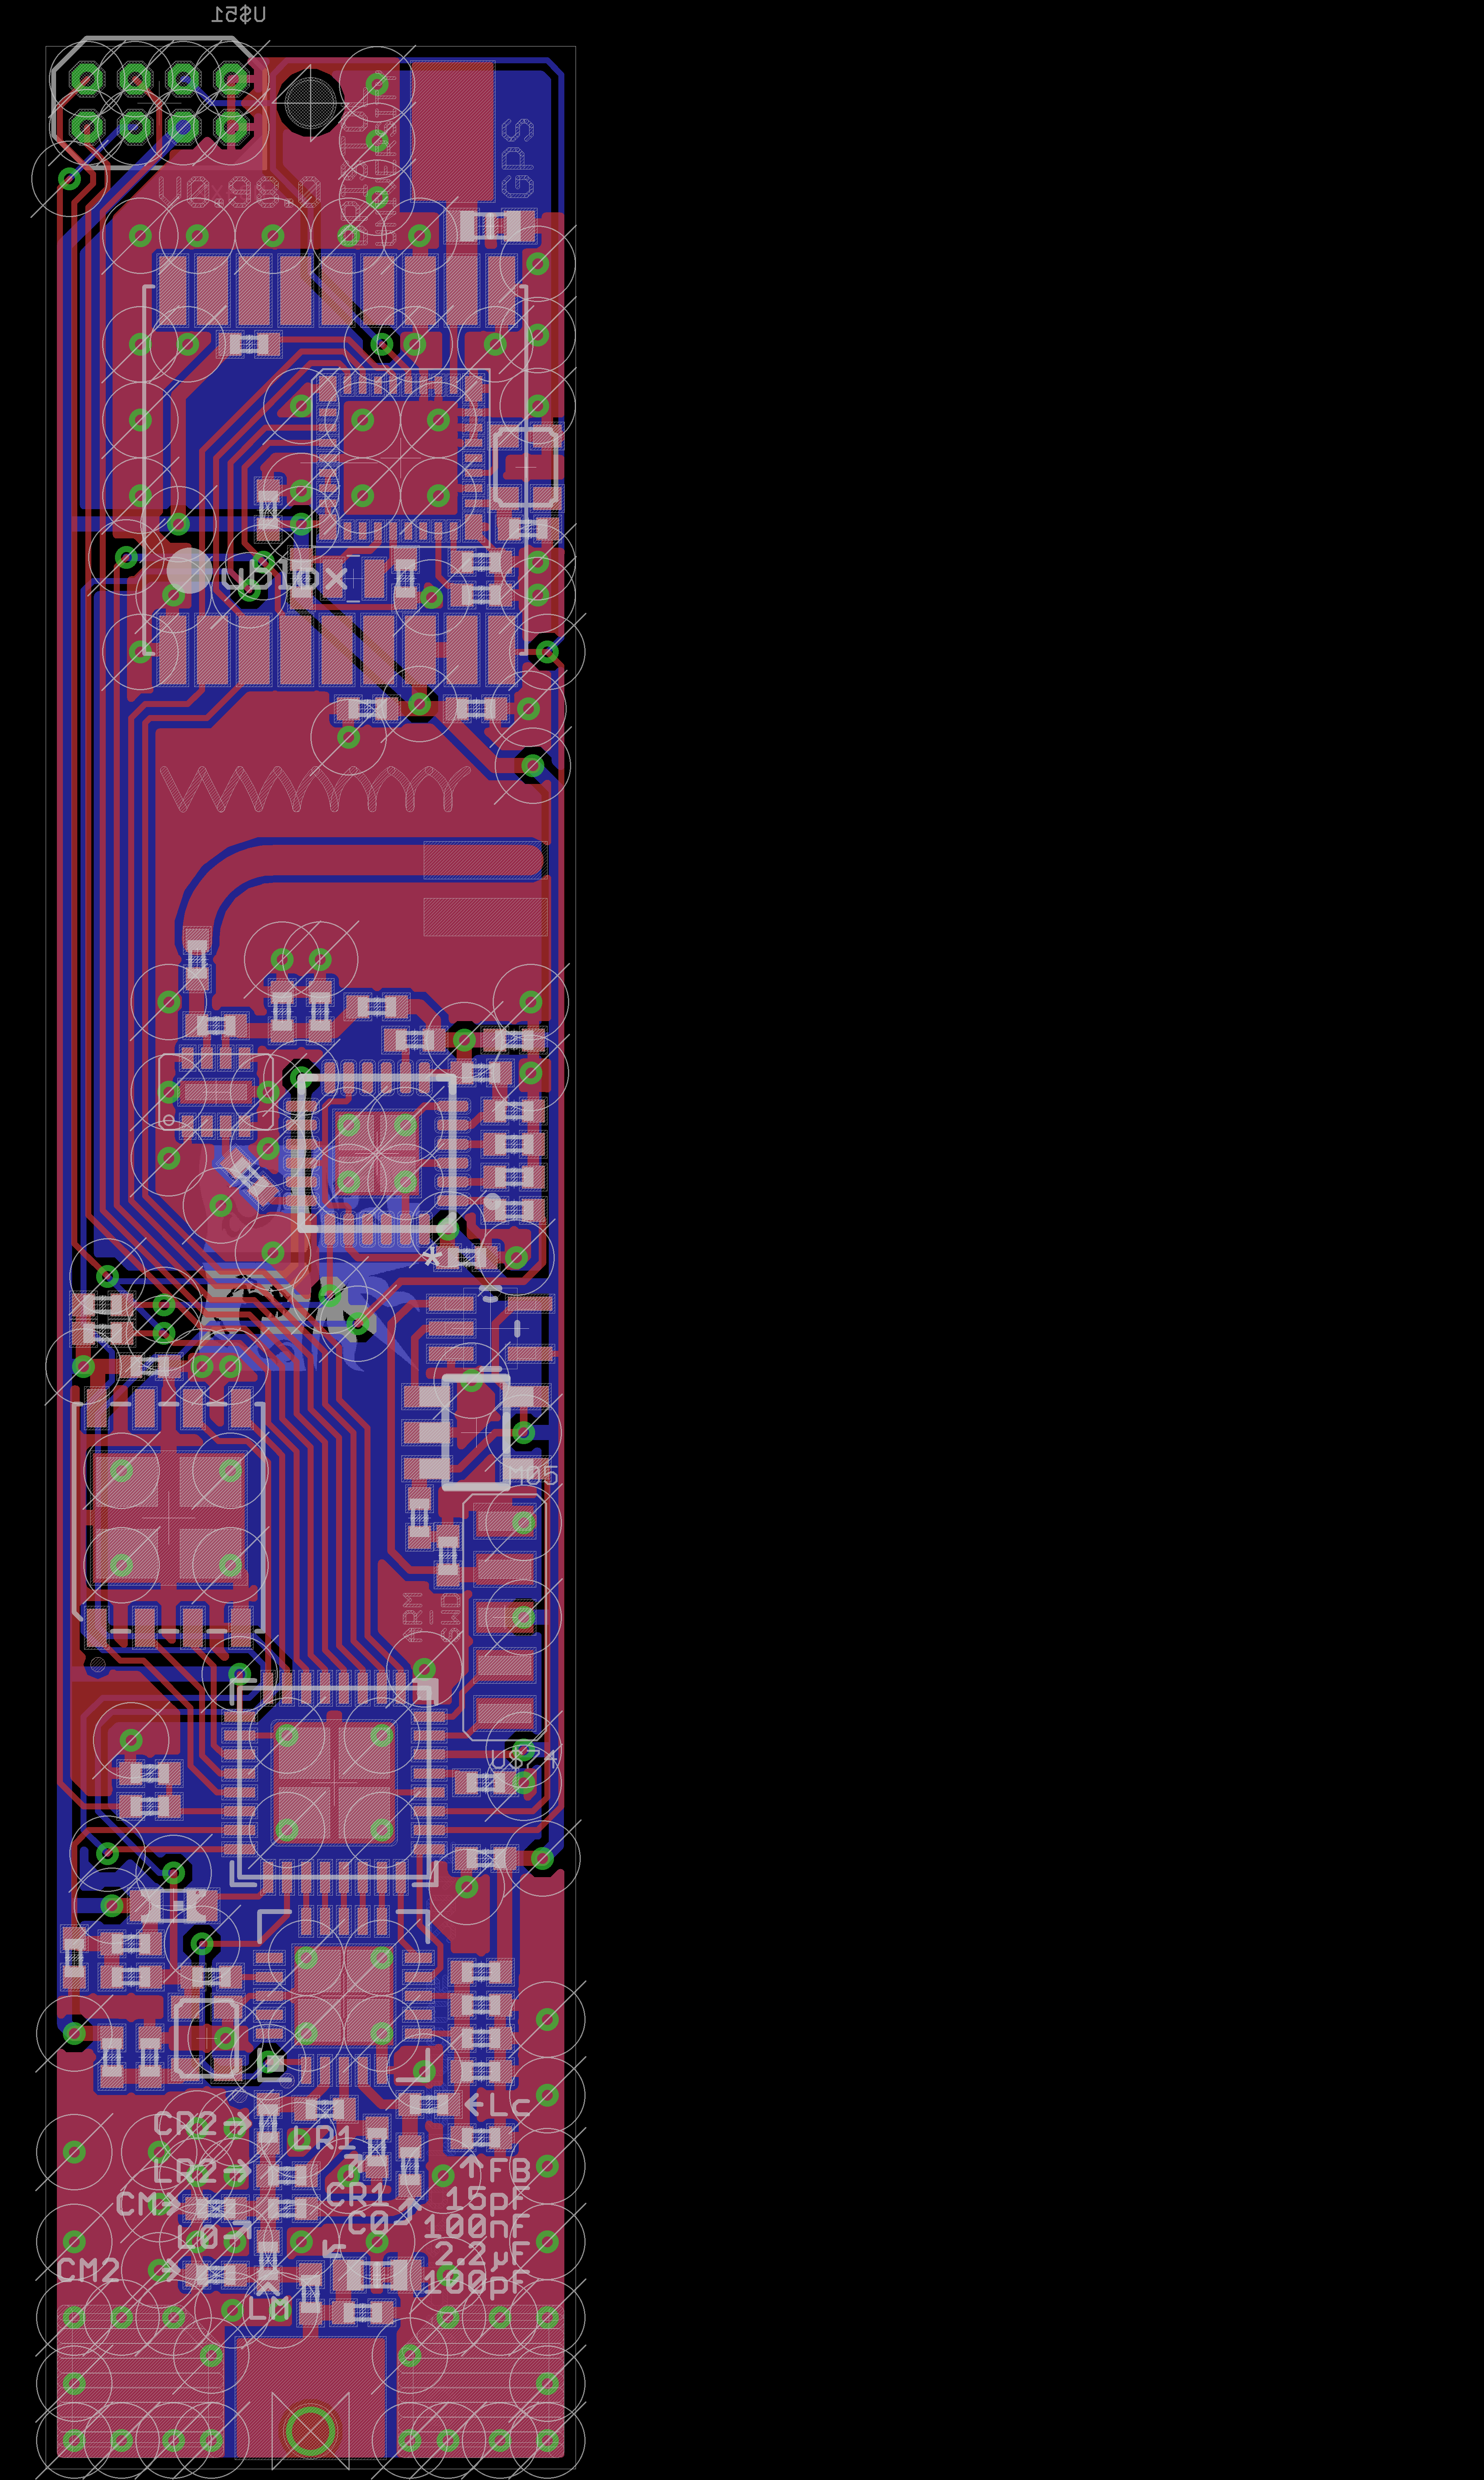 U$51
GPS
V0.98.0
ublox
*
M05
ARM
-
SWD
U$74
←Lc
CR2→
LR1
LR2→
↑FB
CM→
CR1
15pF
C0
100nF
L0
2.2µF
CM2
→
100pF
LM